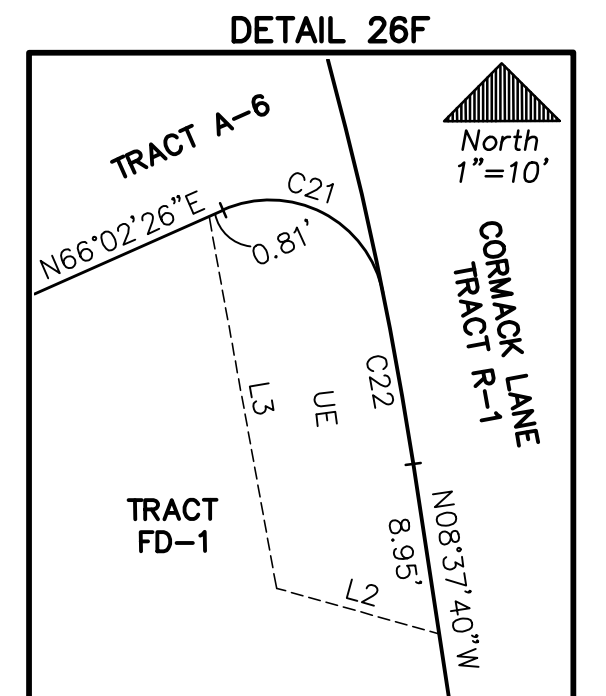 DETAIL 26F
TRACT A-6
North
1"=10'
C21
N66°02'26"E
0.81'
CORMACK LANE
TRACT R-1
C22
L3
UE
TRACT
FD-1
N08°37'40"W
8.95'
L2